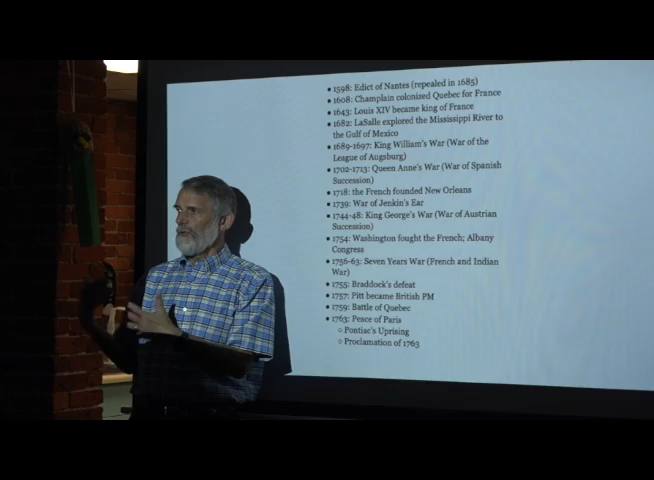 • 1598: Edict of Nantes (repealed in 1685)
• 1608: Champlain colonized Quebec for France
• 1643: Louis XIV became king of France
• 1682: LaSalle explored the Mississippi River to
the Gulf of Mexico
• 1689-1697: King William's War (War of the
League of Augsburg)
• 1702-1713: Queen Anne's War (War of Spanish
Succession)
• 1718: the French founded New Orleans
• 1739: War of Jenkin's Ear
• 1744-48: King George's War (War of Austrian
Succession)
• 1754: Washington fought the French; Albany
Congress
• 1756-63: Seven Years War (French and Indian
War)
• 1755: Braddock's defeat
• 1757: Pitt became British PM
• 1759: Battle of Quebec
• 1763: Peace of Paris
○ Pontiac's Uprising
○ Proclamation of 1763